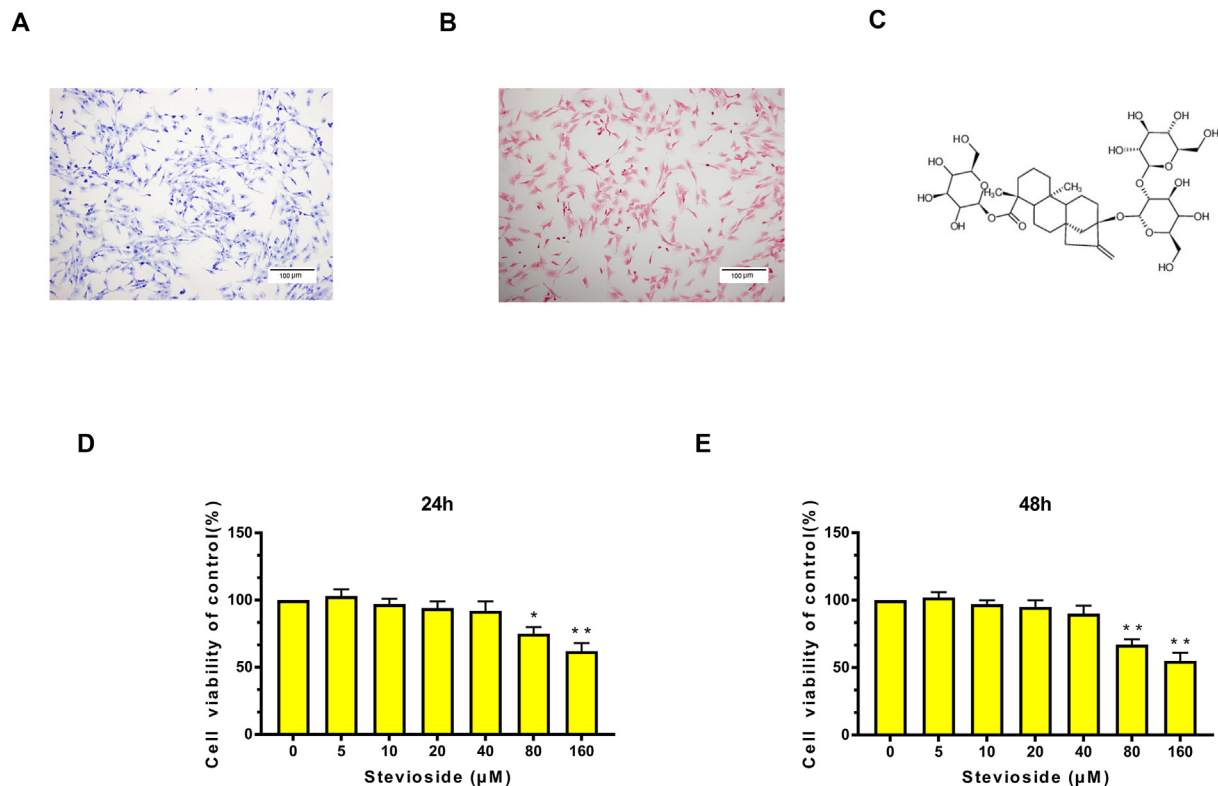 A
B
C
100 µm
100 µm
HO
OH
HO
OH
HO
O
O
HO
HO
HO
O
HO
OH
O
O
H₃C
CH₃
O
O
OH
OH
O
HO
D
E
24h
48h
Cell viability of control(%)
150
100
50
0
* 
* *
0 5 10 20 40 80 160
Stevioside (µM)
Cell viability of control(%)
150
100
50
0
* *
* *
0 5 10 20 40 80 160
Stevioside (µM)